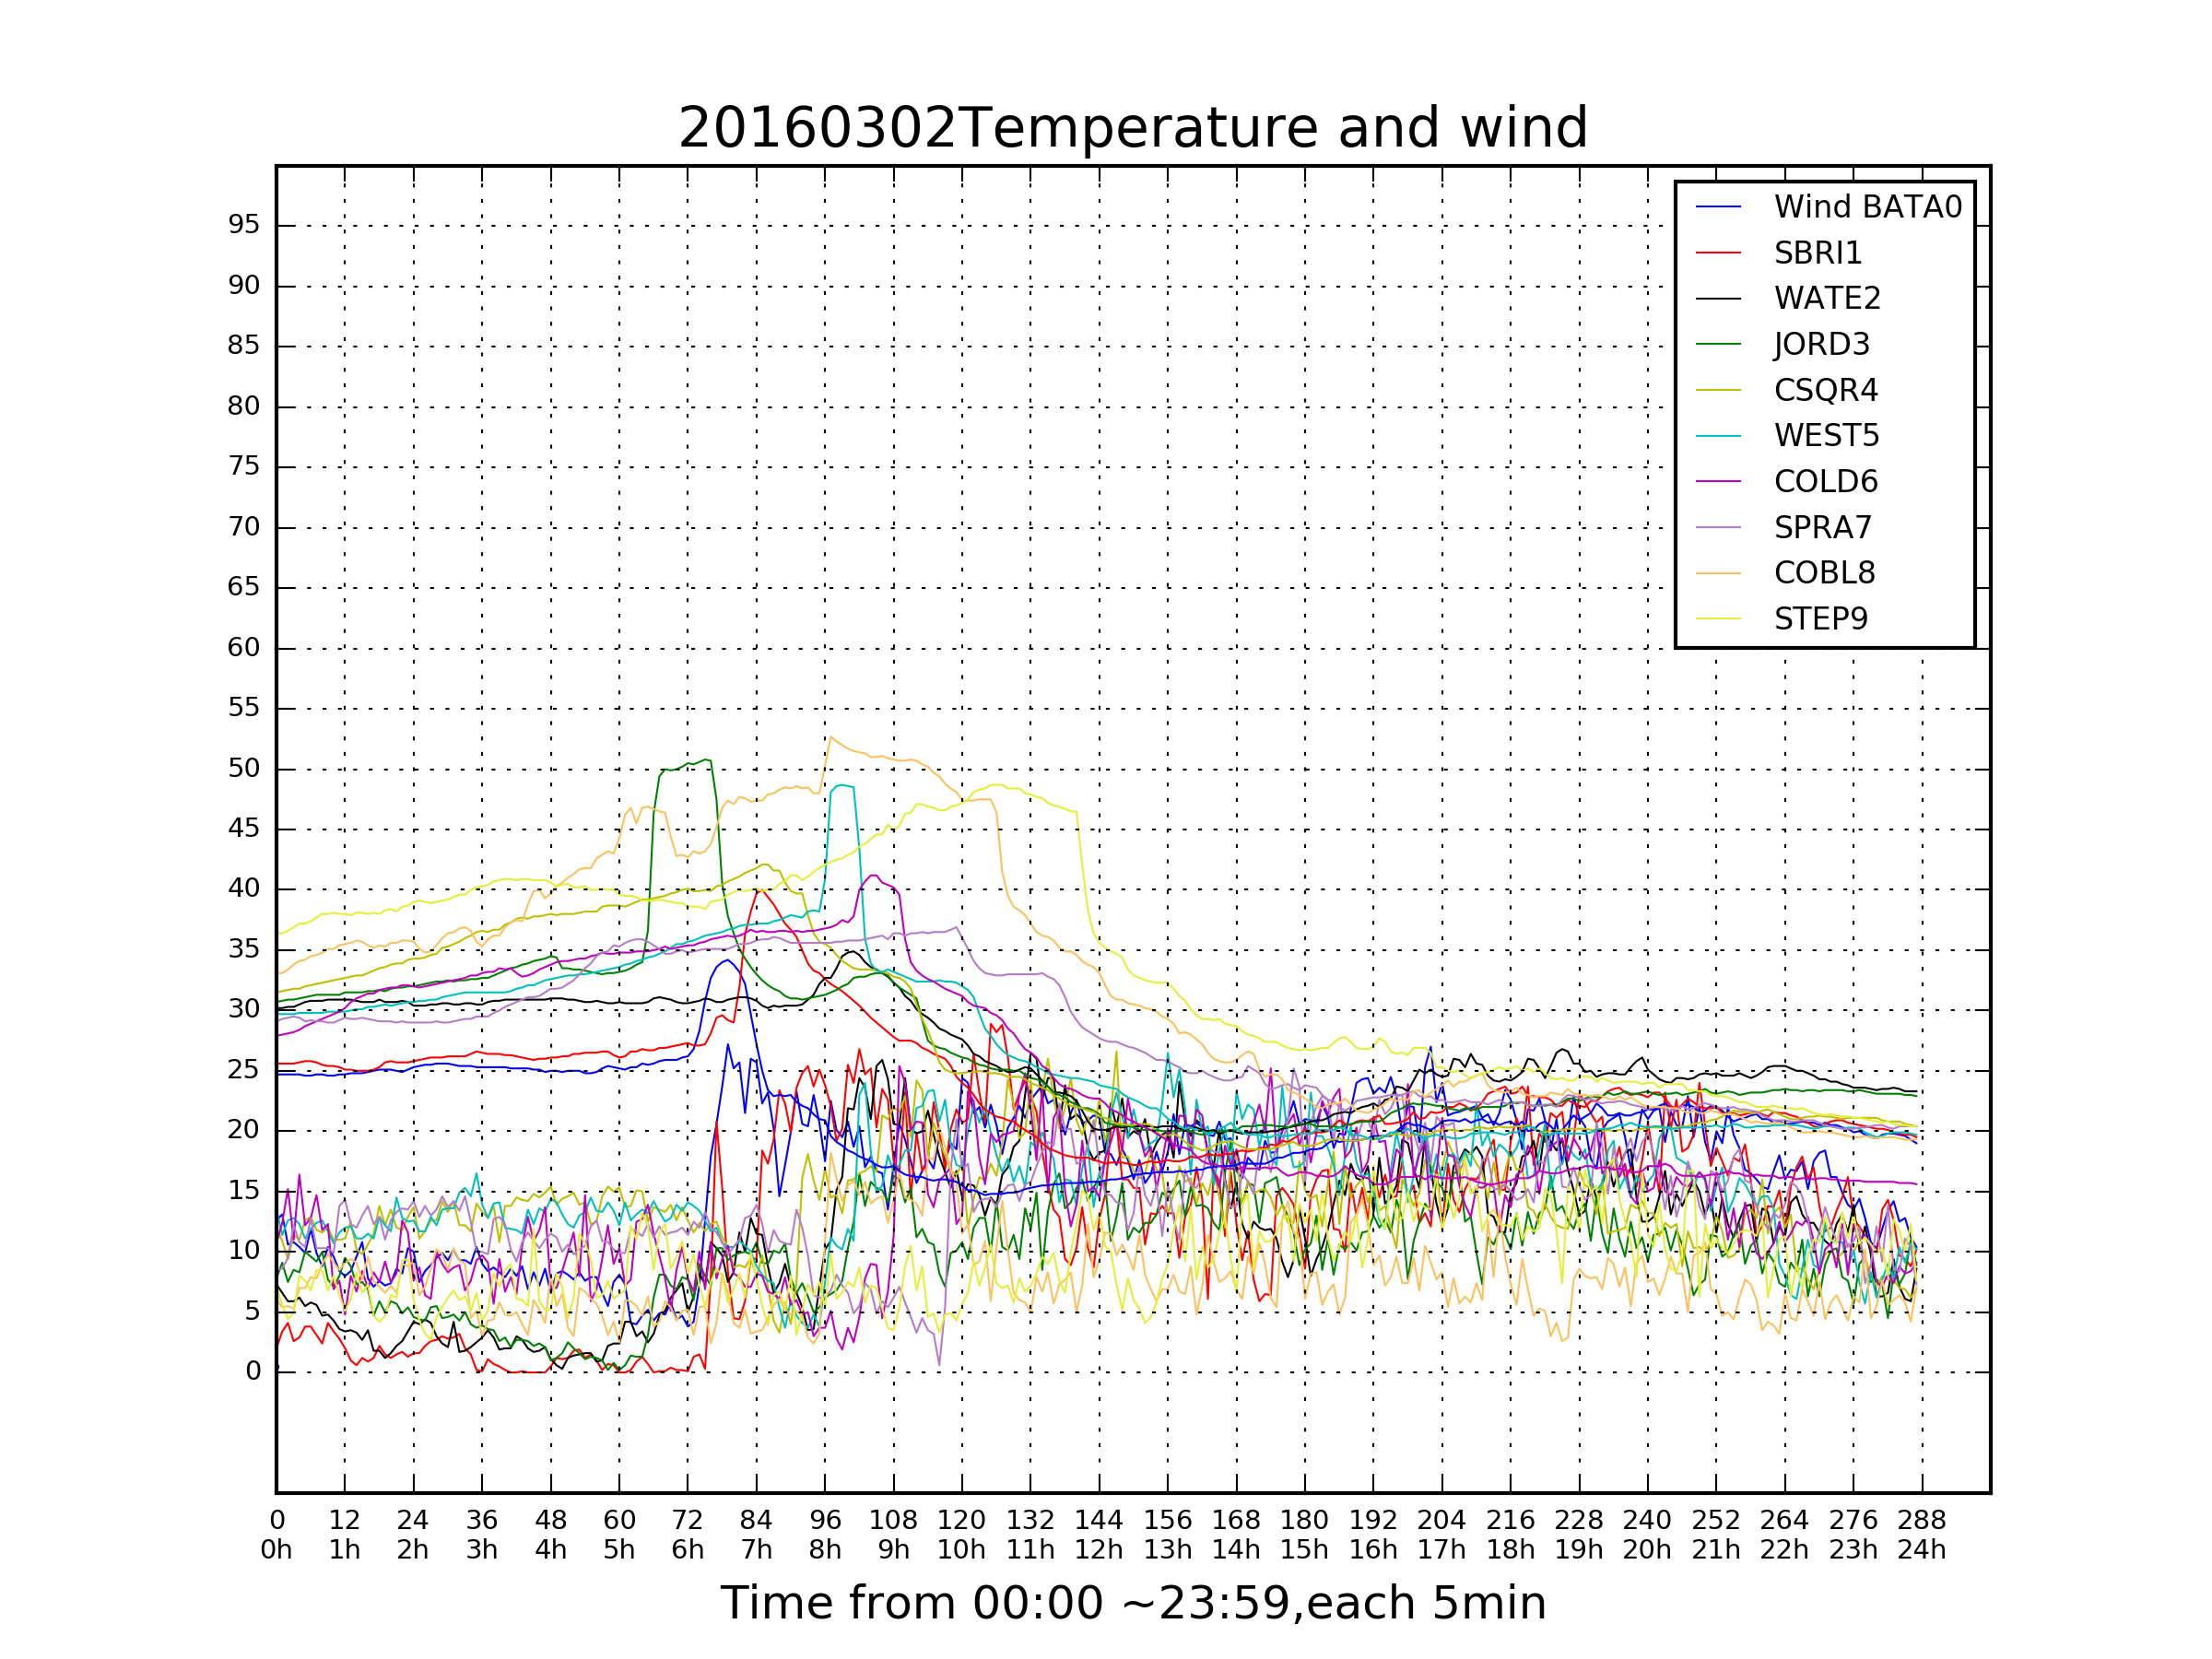 20160302Temperature and wind
Wind BATA0
SBRI1
WATE2
JORD3
CSQR4
WEST5
COLD6
SPRA7
COBL8
STEP9
95
90
85
80
75
70
65
60
55
50
45
40
35
30
25
20
15
10
5
0
0 12 24 36 48 60 72 84 96 108 120 132 144 156 168 180 192 204 216 228 240 252 264 276 288
0h 1h 2h 3h 4h 5h 6h 7h 8h 9h 10h 11h 12h 13h 14h 15h 16h 17h 18h 19h 20h 21h 22h 23h 24h
Time from 00:00 ~23:59,each 5min